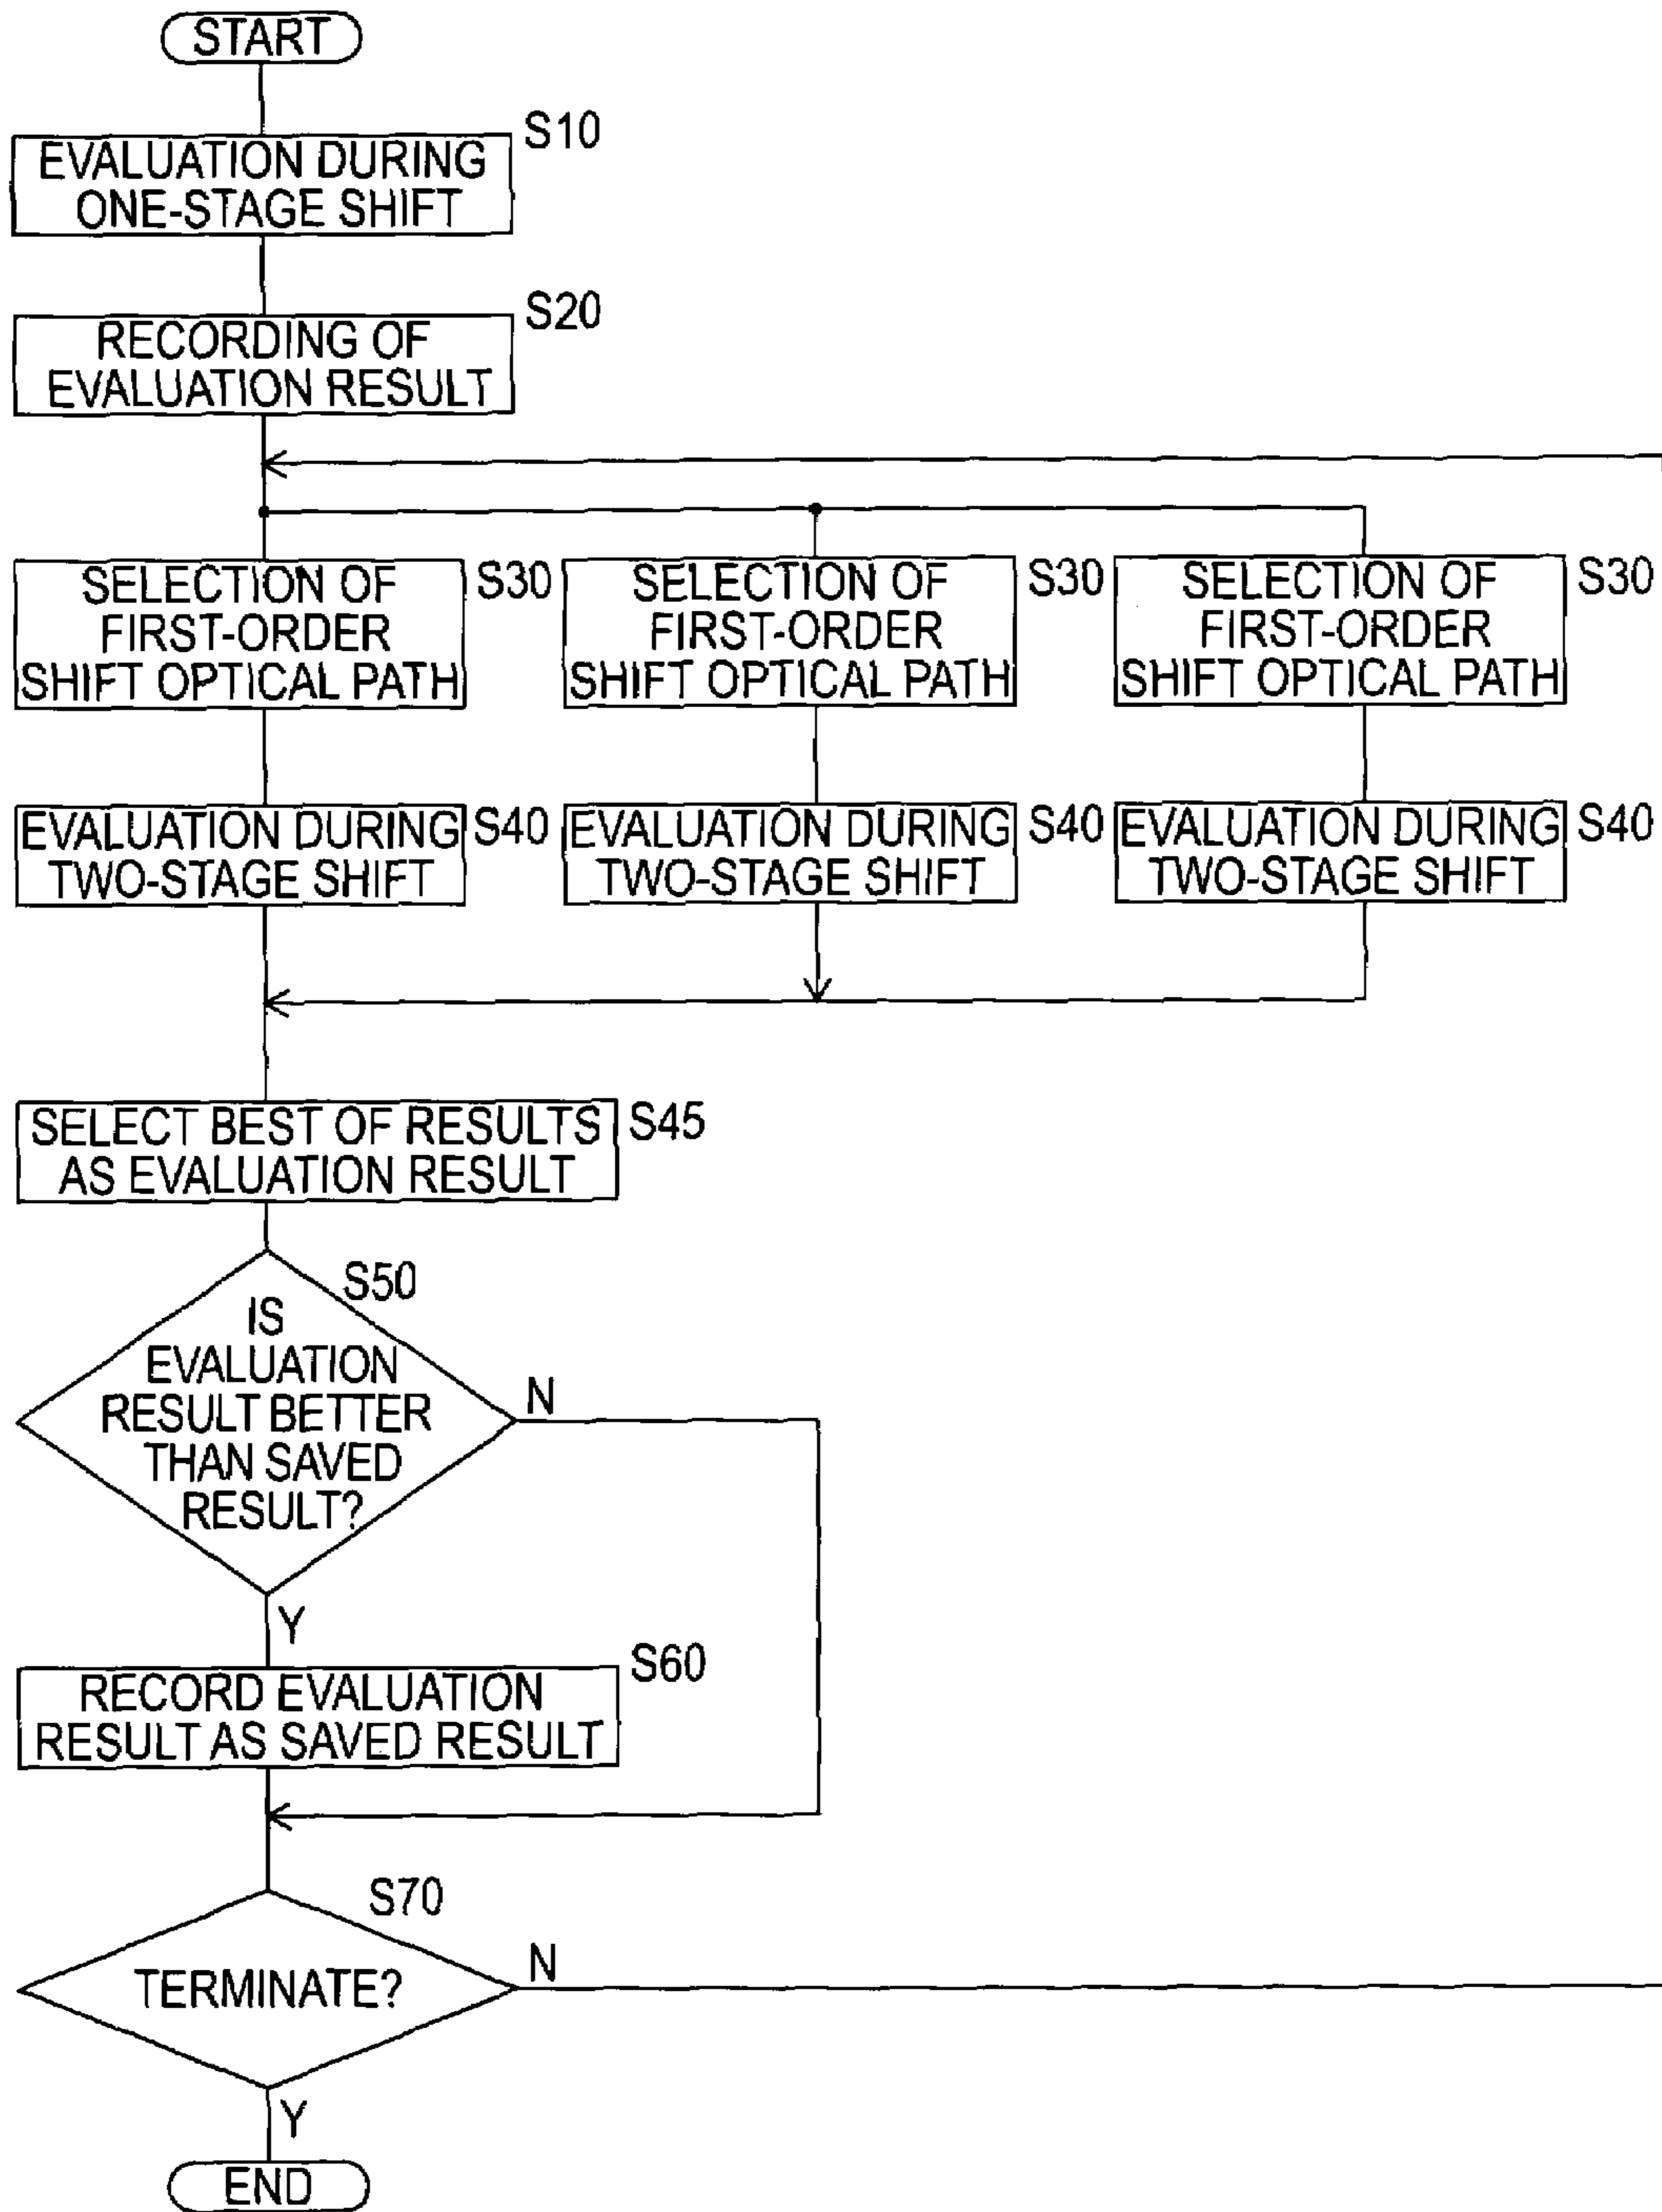 START
S10
EVALUATION DURING
ONE-STAGE SHIFT
S20
RECORDING OF
EVALUATION RESULT
SELECTION OF
FIRST-ORDER
SHIFT OPTICAL PATH
S30
SELECTION OF
FIRST-ORDER
SHIFT OPTICAL PATH
S30
SELECTION OF
FIRST-ORDER
SHIFT OPTICAL PATH
S30
EVALUATION DURING
TWO-STAGE SHIFT
S40
EVALUATION DURING
TWO-STAGE SHIFT
S40
EVALUATION DURING
TWO-STAGE SHIFT
S40
SELECT BEST OF RESULTS
AS EVALUATION RESULT
S45
S50
IS
EVALUATION
RESULT BETTER
THAN SAVED
RESULT?
N
Y
S60
RECORD EVALUATION
RESULT AS SAVED RESULT
S70
TERMINATE?
N
Y
END